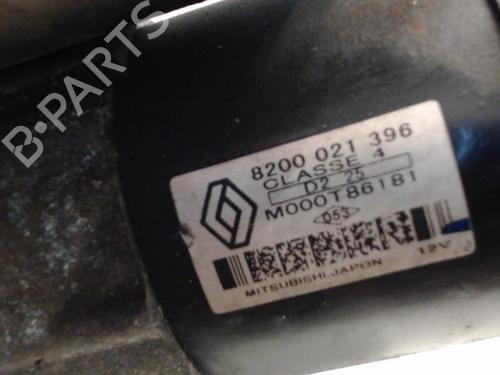 B-PARTS
8200 021 396
CLASSE 4
D2 25
M000T86181
053
12V
MITSUBISHI,JAPON